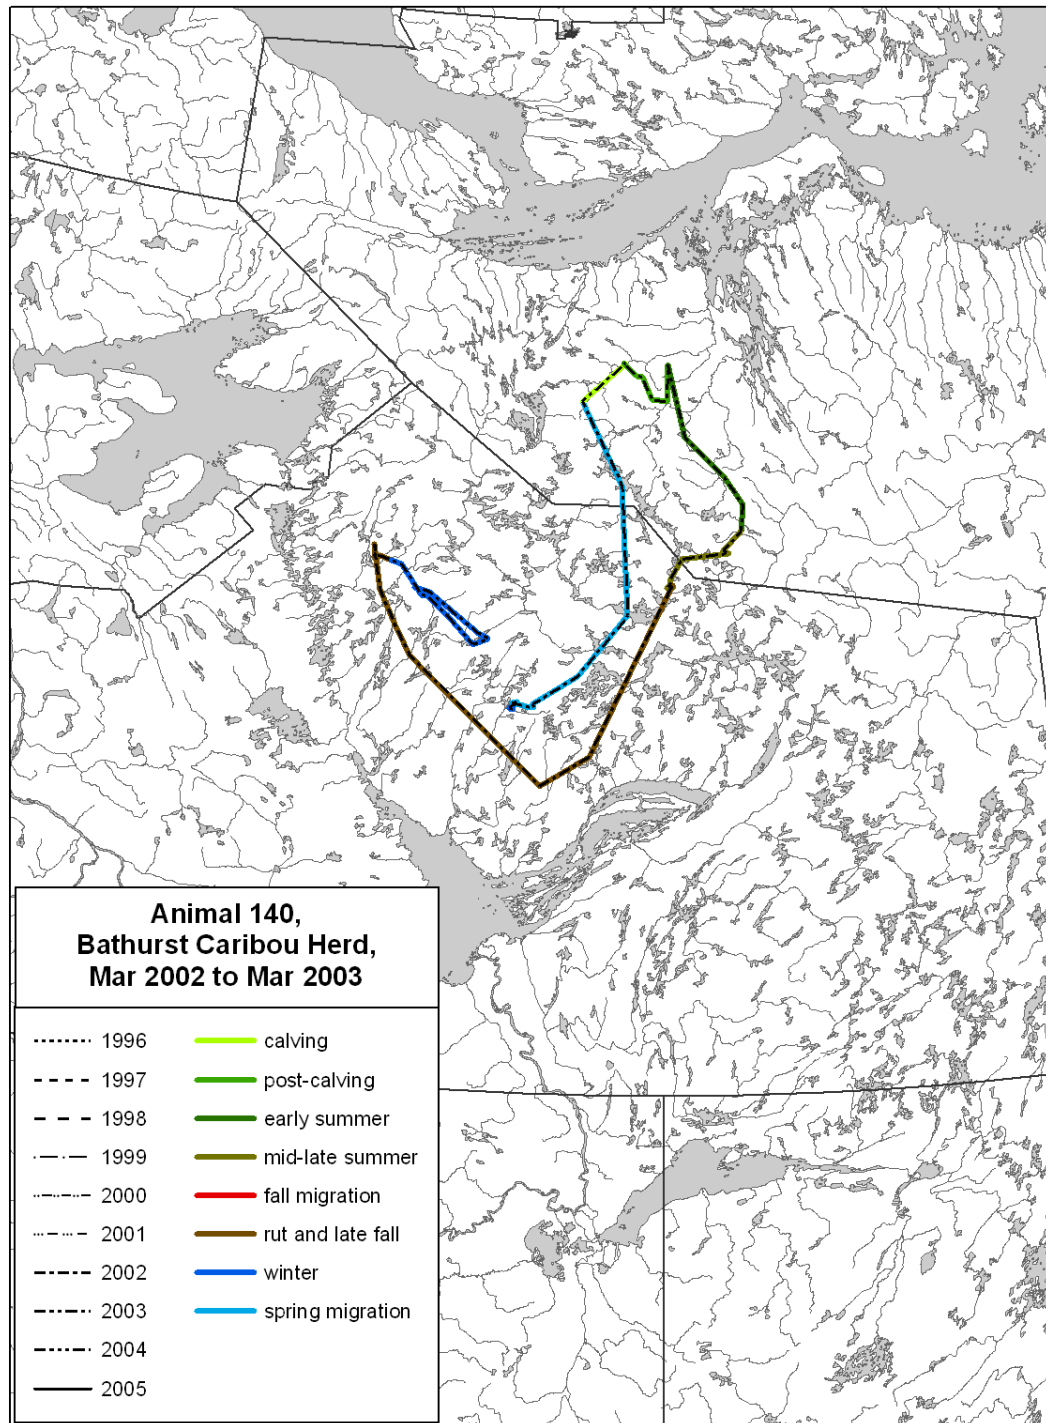 Animal 140,
Bathurst Caribou Herd,
Mar 2002 to Mar 2003
1996
1997
1998
1999
2000
2001
2002
2003
2004
2005
calving
post-calving
early summer
mid-late summer
fall migration
rut and late fall
winter
spring migration